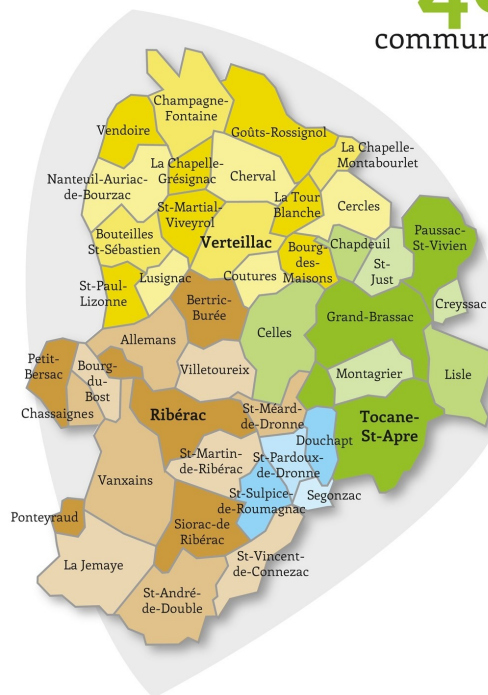 commun
Champagne-
Fontaine
Vendoire
Goûts-Rossignol
La Chapelle-
Montabourlet
La Chapelle-
Grésignac
Cherval
Nanteuil-Auriac-
de-Bourzac
La Tour
Blanche
Cercles
St-Martial-
Viveyrol
Bouteilles
St-Sébastien
Verteillac
Bourg-
des-
Maisons
Chapdeuil
Paussac-
St-Vivien
St-
Just
St-Paul-
Lizonne
Lusignac
Coutures
Creyssac
Bertric-
Burée
Grand-Brassac
Celles
Allemans
Petit-
Bersac
Bourg-
du-
Bost
Villetoureix
Montagrier
Lisle
Chassaignes
Ribérac
St-Méard-
de-Dronne
Tocane-
St-Apre
Douchapt
St-Martin-
de-Ribérac
St-Pardoux-
de-Dronne
Vanxains
St-Sulpice-
de-Roumagnac
Segonzac
Ponteyraud
Siorac-de
Ribérac
La Jemaye
St-Vincent-
de-Connezac
St-André-
de-Double